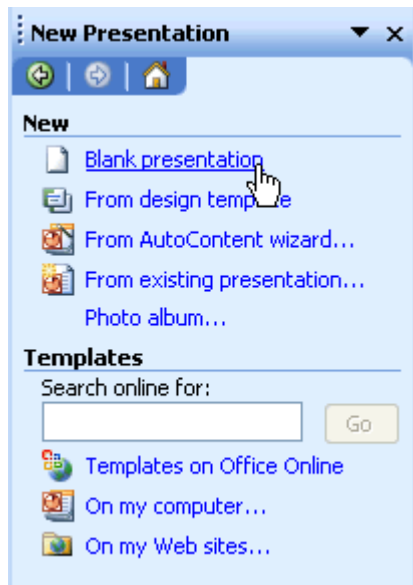 New Presentation
New
Blank presentation
From design template
From AutoContent wizard...
From existing presentation...
Photo album...
Templates
Search online for:
Go
Templates on Office Online
On my computer...
On my Web sites...